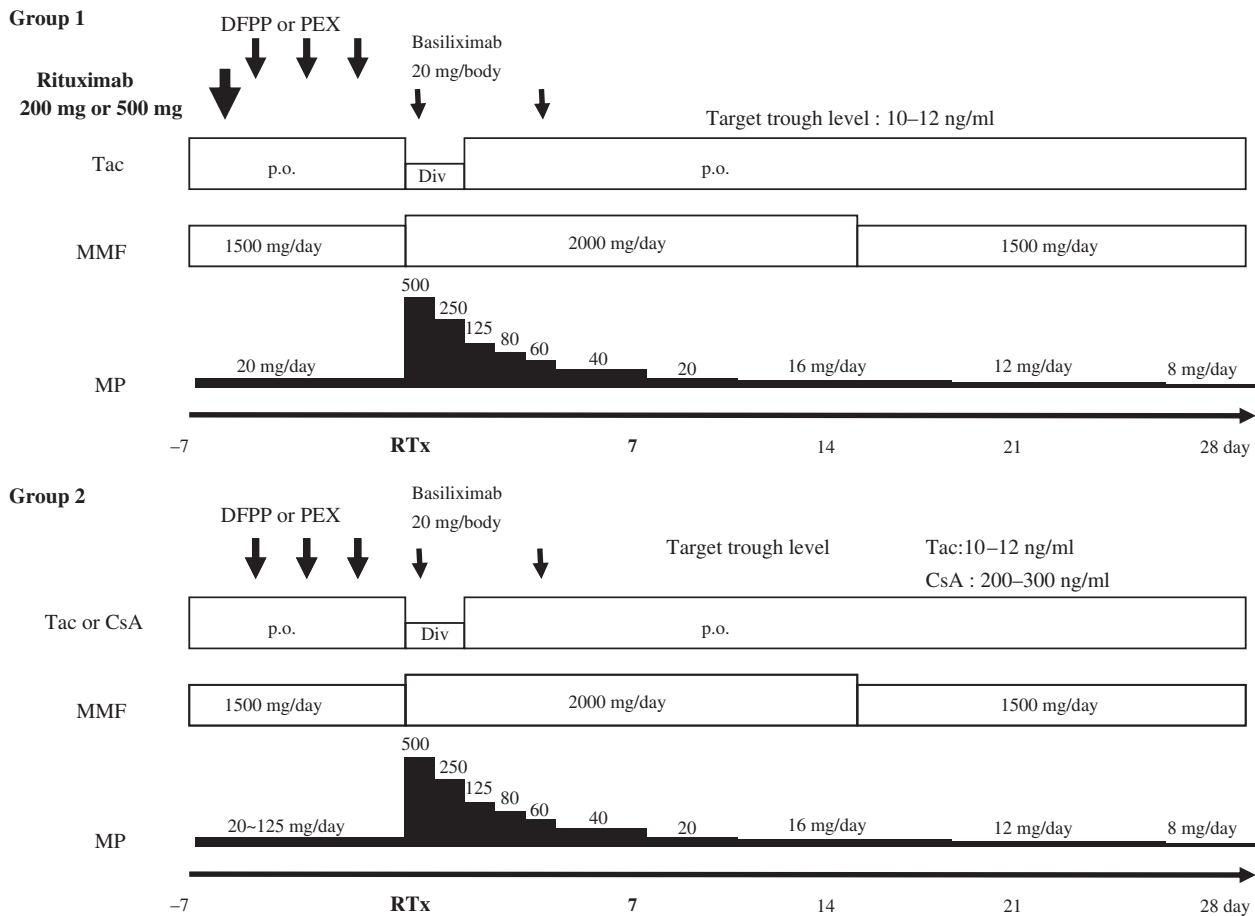 Group 1
DFPP or PEX
Basiliximab
20 mg/body
Rituximab
200 mg or 500 mg
Target trough level : 10–12 ng/ml
Tac
p.o.
Div
p.o.
MMF
1500 mg/day
2000 mg/day
1500 mg/day
500
250
125
80
60
40
20
MP
20 mg/day
16 mg/day
12 mg/day
8 mg/day
–7
RTx
7
14
21
28 day
Group 2
DFPP or PEX
Basiliximab
20 mg/body
Target trough level
Tac:10–12 ng/ml
CsA : 200–300 ng/ml
Tac or CsA
p.o.
Div
p.o.
MMF
1500 mg/day
2000 mg/day
1500 mg/day
500
250
125
80
60
40
20
MP
20~125 mg/day
16 mg/day
12 mg/day
8 mg/day
–7
RTx
7
14
21
28 day